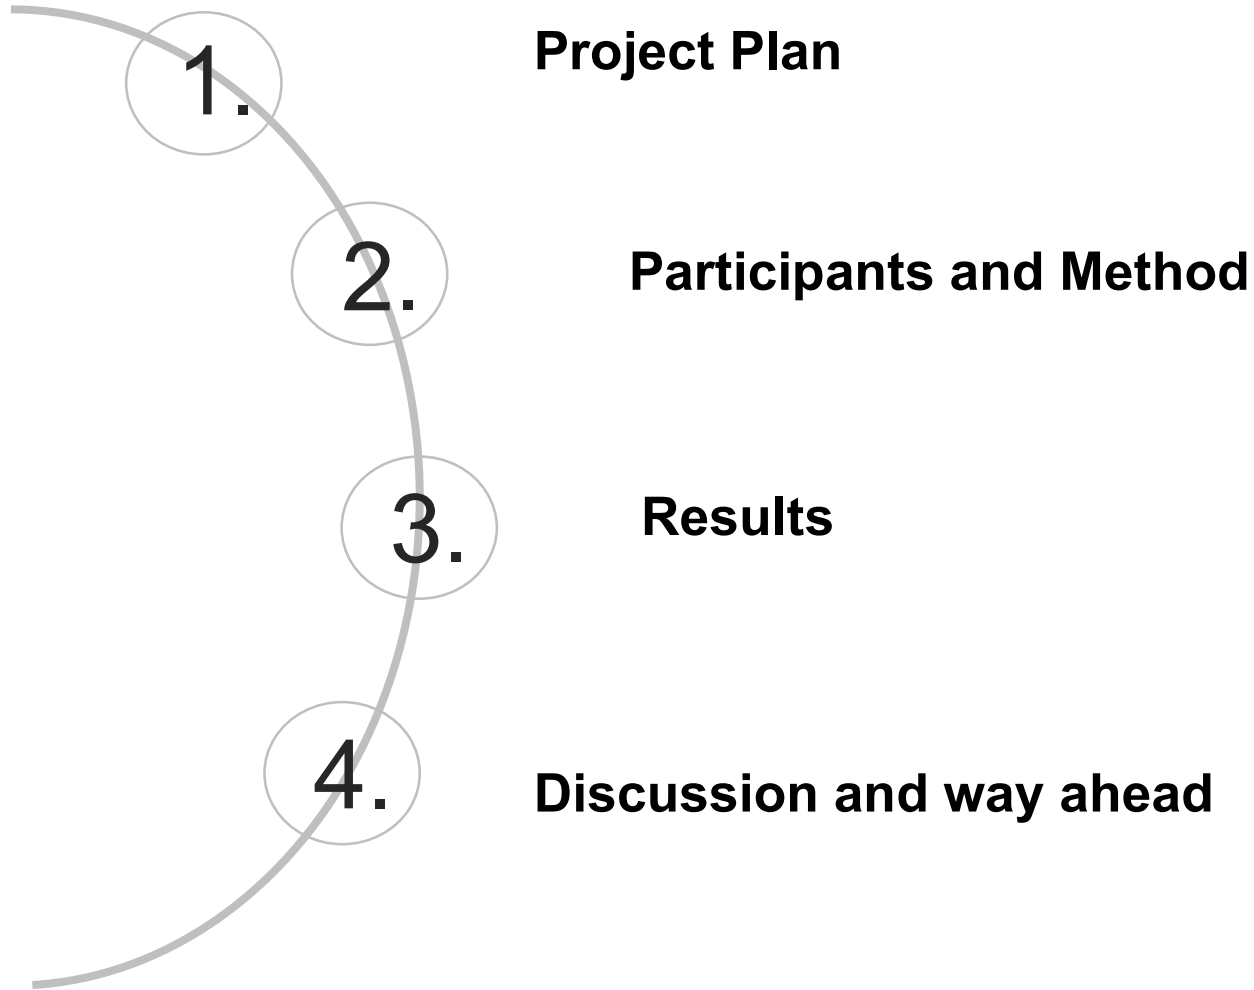 1. Project Plan
2. Participants and Method
3. Results
4. Discussion and way ahead